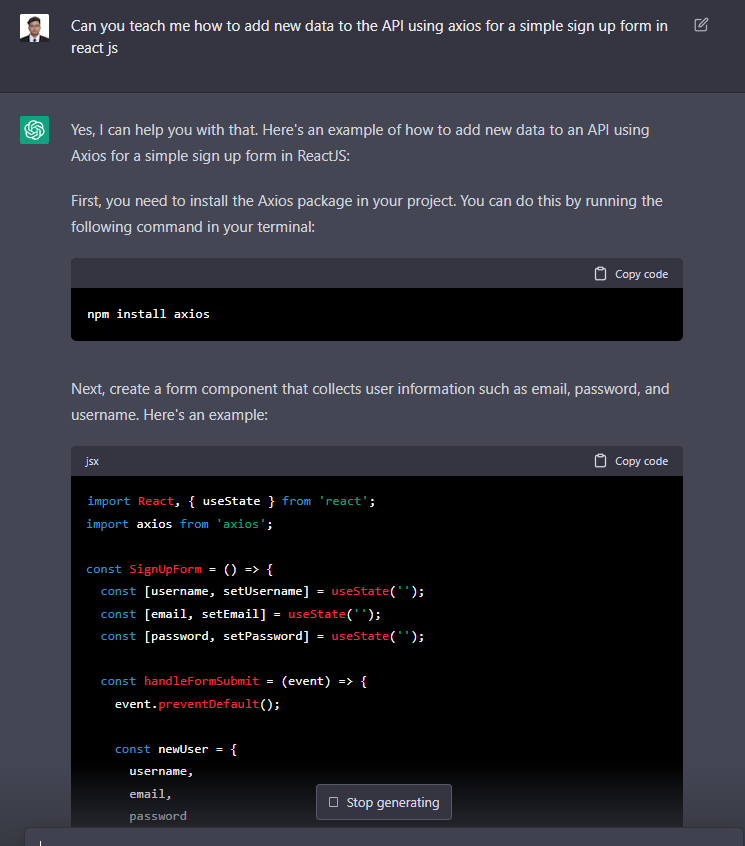 Can you teach me how to add new data to the API using axios for a simple sign up form in
react js
Yes, I can help you with that. Here's an example of how to add new data to an API using
Axios for a simple sign up form in ReactJS:
First, you need to install the Axios package in your project. You can do this by running the
following command in your terminal:
Copy code
npm install axios
Next, create a form component that collects user information such as email, password, and
username. Here's an example:
jsx Copy code
import React, { useState } from 'react';
import axios from 'axios';
const SignUpForm = () => {
const [username, setUsername] = useState('');
const [email, setEmail] = useState('');
const [password, setPassword] = useState('');
const handleFormSubmit = (event) => {
event.preventDefault();
const newUser = {
username,
email,
password
Stop generating